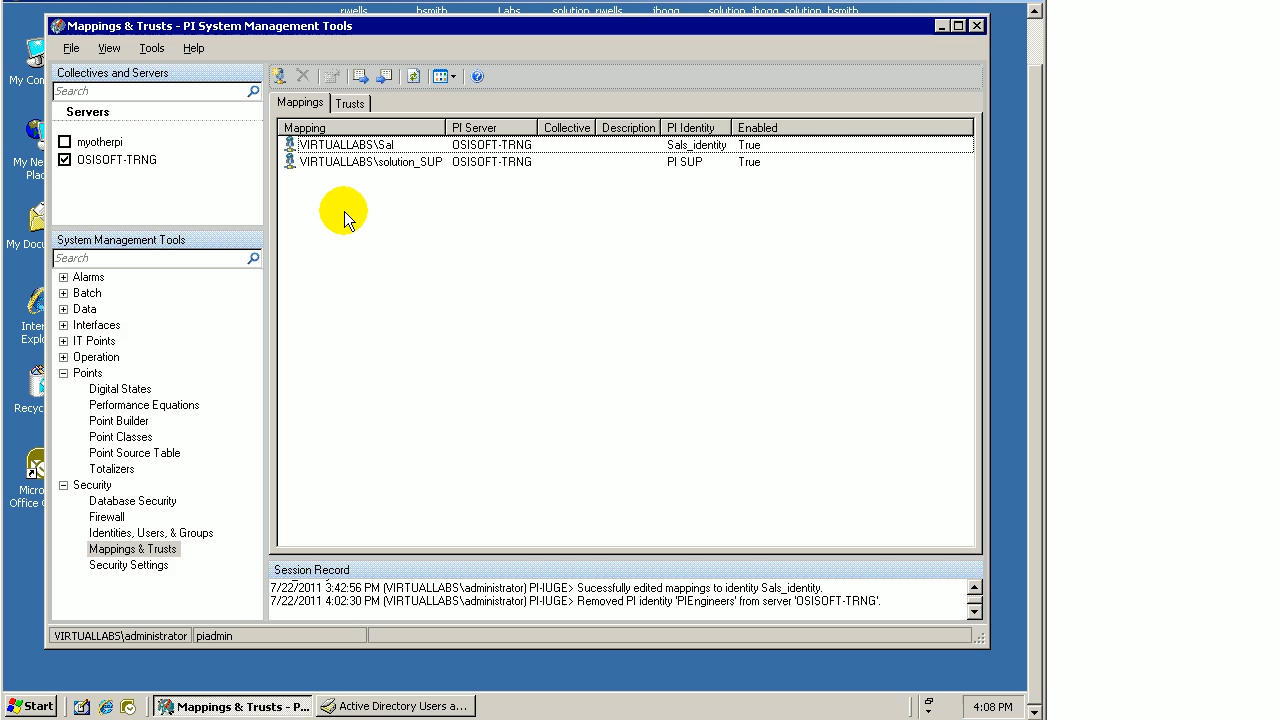 rwells bsmith Labs solution_rwells jhogg solution_jhogg solution_bsmith
Mappings & Trusts - PI System Management Tools
File View Tools Help
Collectives and Servers
Search
Servers
myotherpi
OSISOFT-TRNG
System Management Tools
Search
Alarms
Batch
Data
Interfaces
IT Points
Operation
Points
Digital States
Performance Equations
Point Builder
Point Classes
Point Source Table
Totalizers
Security
Database Security
Firewall
Identities, Users, & Groups
Mappings & Trusts
Security Settings
Mappings Trusts
Mapping PI Server Collective Description PI Identity Enabled
VIRTUALLABS\Sal OSISOFT-TRNG Sals_identity True
VIRTUALLABS\solution_SUP OSISOFT-TRNG PI SUP True
Session Record
7/22/2011 3:42:56 PM (VIRTUALLABS\administrator) PI-IUGE> Sucessfully edited mappings to identity Sals_identity.
7/22/2011 4:02:30 PM (VIRTUALLABS\administrator) PI-IUGE> Removed PI identity 'PIEngineers' from server 'OSISOFT-TRNG'.
VIRTUALLABS\administrator piadmin
My Com
My Ne
Plac
My Docu
Inter
Explo
Recyc
Micro
Office O
Start
Mappings & Trusts - P...
Active Directory Users a...
4:08 PM